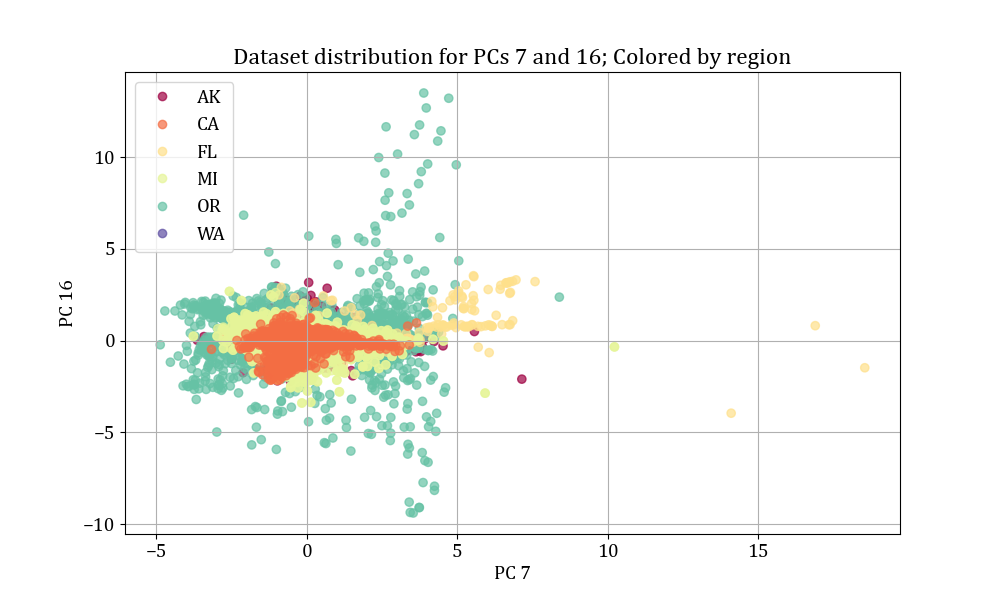 Dataset distribution for PCs 7 and 16; Colored by region
AK
CA
FL
MI
OR
WA
10
5
0
−5
−10
PC 16
−5
0
5
10
15
PC 7